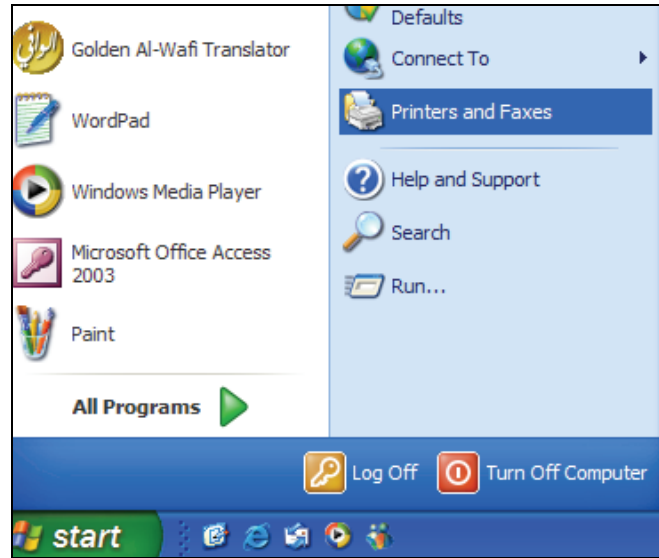 الوافي
Golden Al-Wafi Translator
WordPad
Windows Media Player
Microsoft Office Access
2003
Paint
All Programs
Defaults
Connect To
Printers and Faxes
Help and Support
Search
Run...
Log Off
Turn Off Computer
start